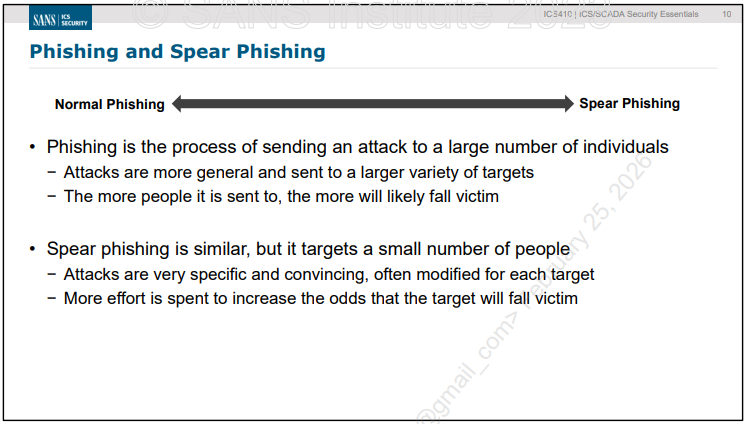 © SANS Institute 2026
SANS ICS SECURITY
ICS410 | ICS/SCADA Security Essentials 10
Phishing and Spear Phishing
Normal Phishing Spear Phishing
• Phishing is the process of sending an attack to a large number of individuals
− Attacks are more general and sent to a larger variety of targets
− The more people it is sent to, the more will likely fall victim
• Spear phishing is similar, but it targets a small number of people
− Attacks are very specific and convincing, often modified for each target
− More effort is spent to increase the odds that the target will fall victim
@gmail_com> February 25, 2026